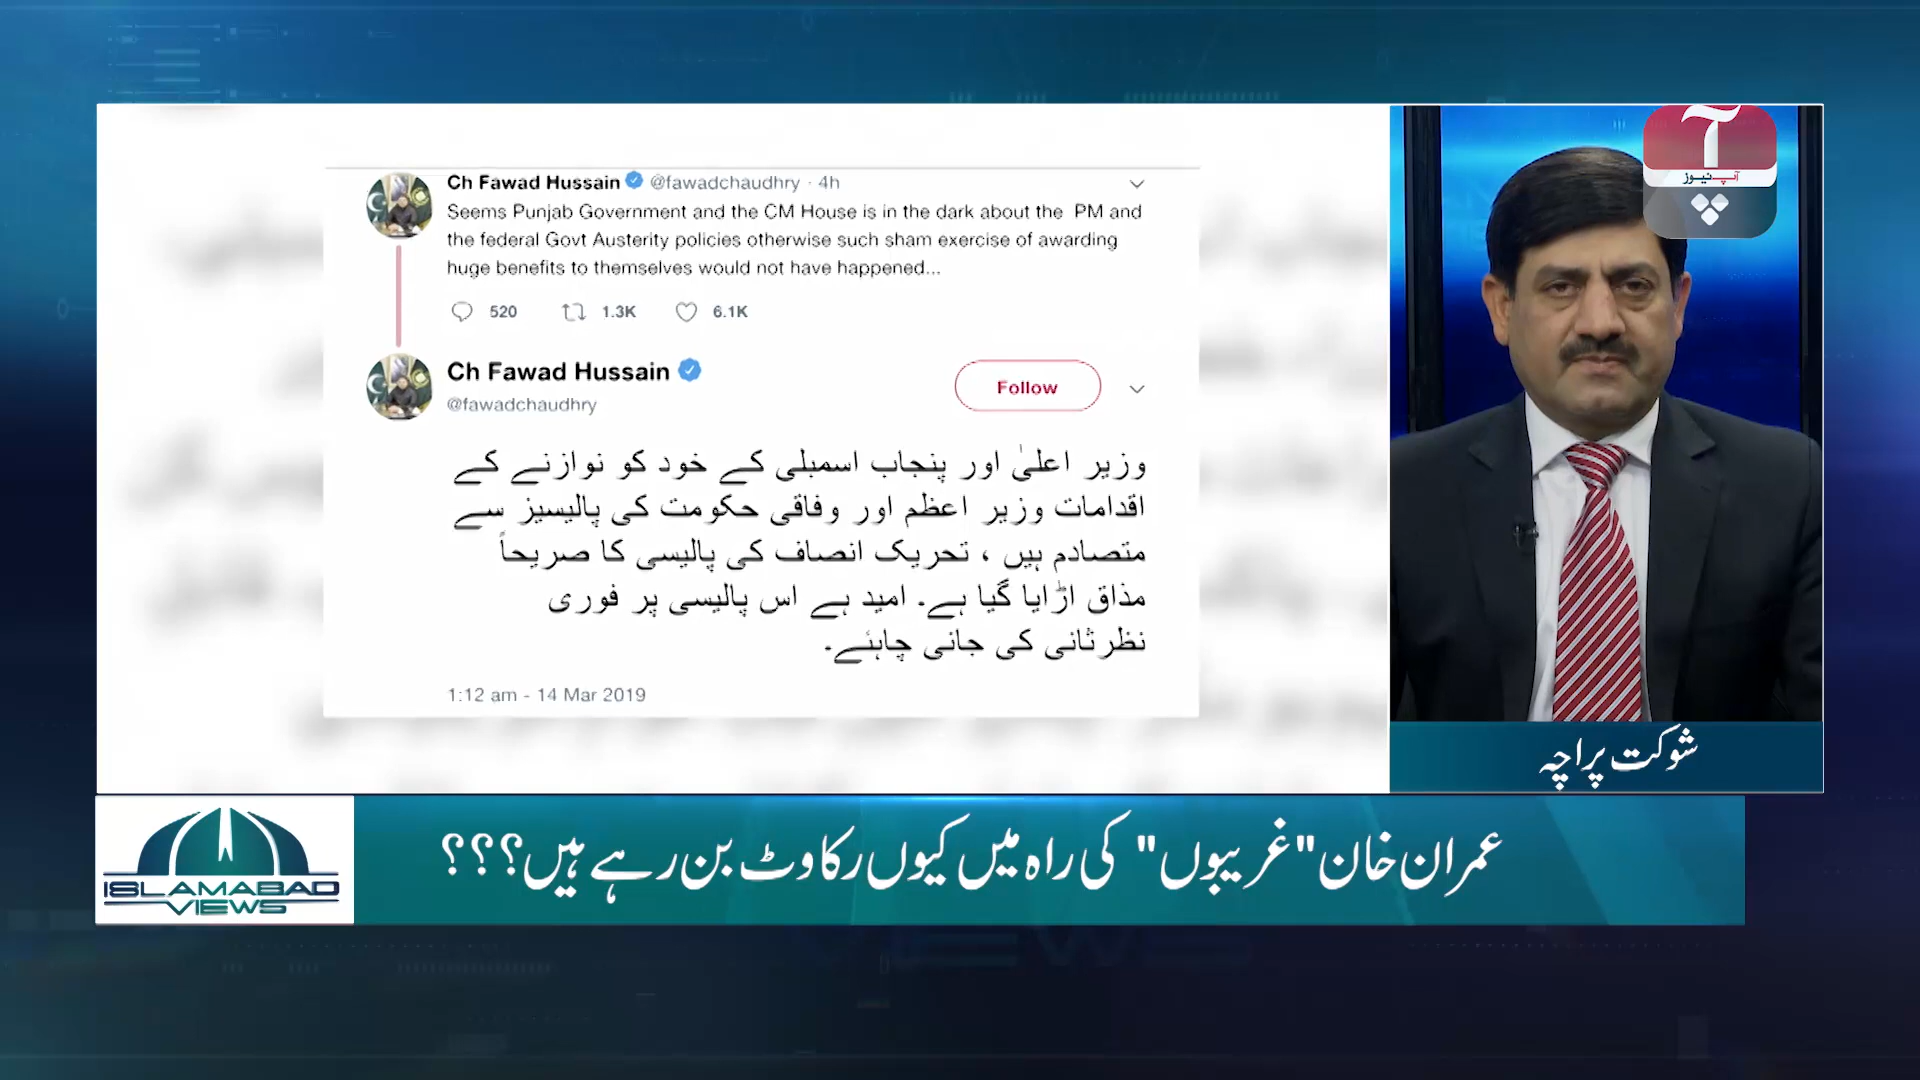 Ch Fawad Hussain @fawadchaudhry · 4h
Seems Punjab Government and the CM House is in the dark about the PM and
the federal Govt Austerity policies otherwise such sham exercise of awarding
huge benefits to themselves would not have happened...
520 1.3K 6.1K
Ch Fawad Hussain
@fawadchaudhry
Follow
وزیر اعلیٰ اور پنجاب اسمبلی کے خود کو نوازنے کے
اقدامات وزیر اعظم اور وفاقی حکومت کی پالیسیز سے
متصادم ہیں ، تحریک انصاف کی پالیسی کا صریحاً
مذاق اڑایا گیا ہے۔ امید ہے اس پالیسی پر فوری
نظرثانی کی جانی چاہئے۔
1:12 am - 14 Mar 2019
آپ نیوز
شوکت پراچہ
عمران خان "غریبوں" کی راہ میں کیوں رکاوٹ بن رہے ہیں؟؟؟
ISLAMABAD
VIEWS